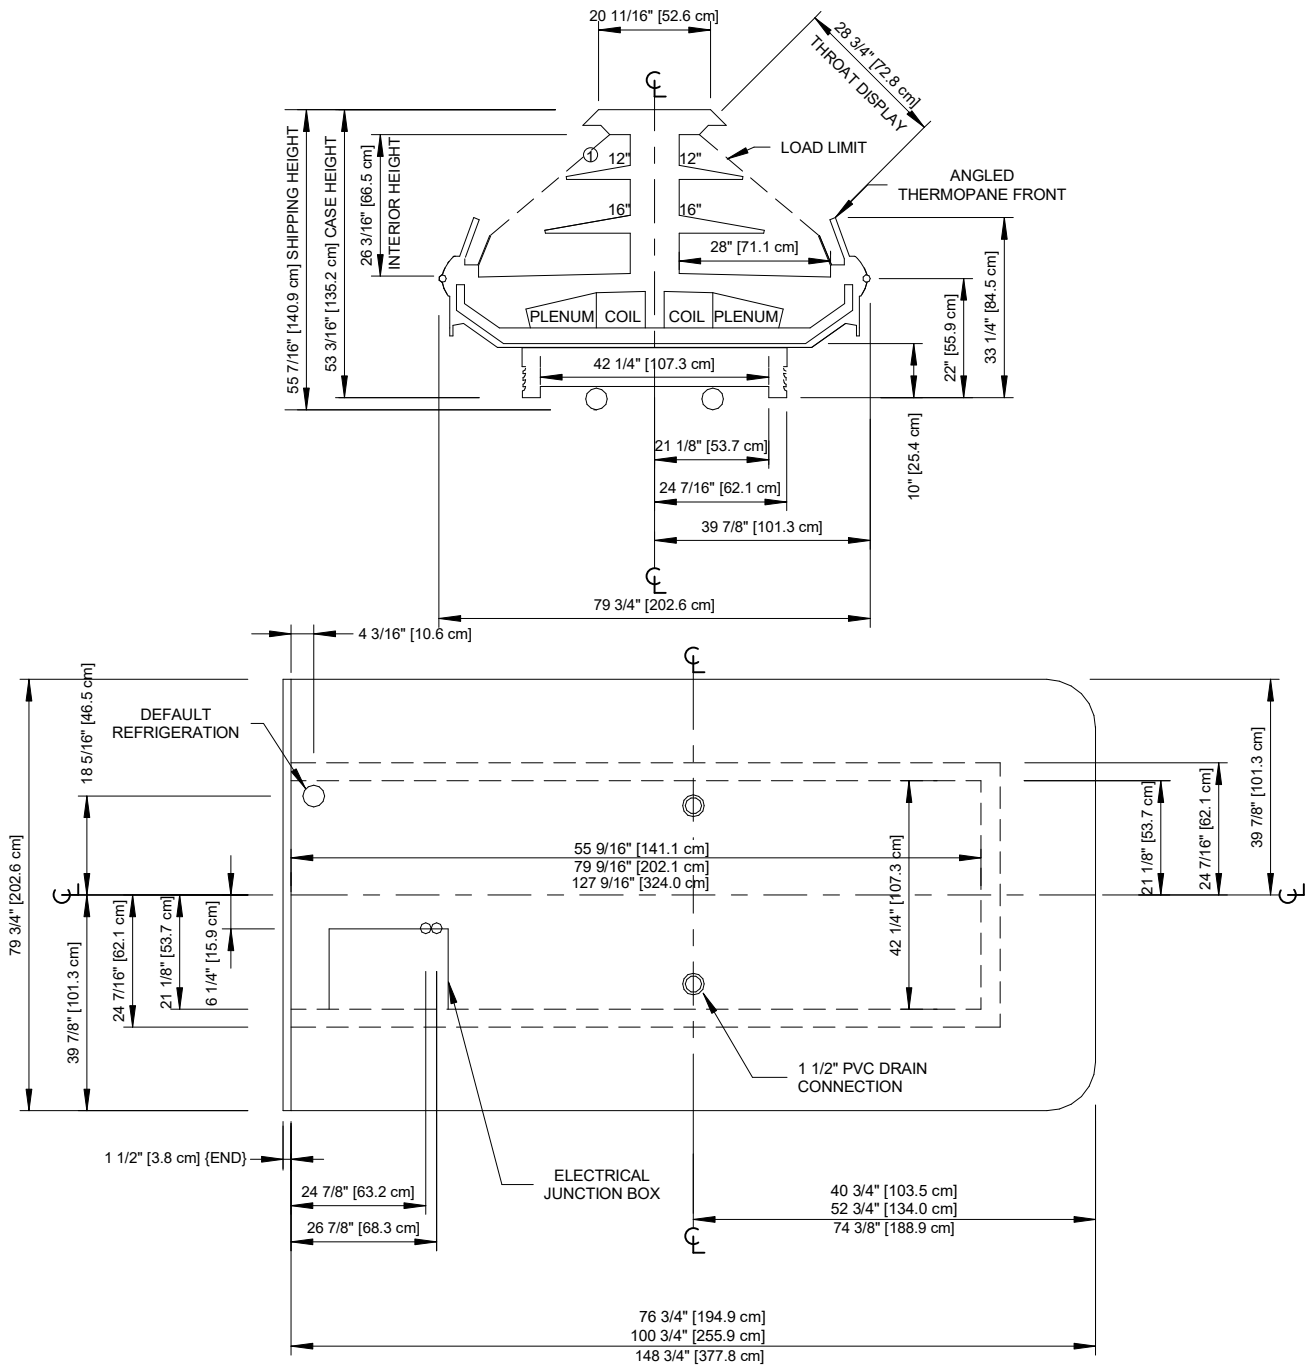 20 11/16" [52.6 cm]
28 3/4" [72.8 cm]
THROAT DISPLAY
LOAD LIMIT
ANGLED
THERMOPANE FRONT
55 7/16" [140.9 cm] SHIPPING HEIGHT
53 3/16" [135.2 cm] CASE HEIGHT
26 3/16" [66.5 cm]
INTERIOR HEIGHT
1
12"
12"
16"
16"
28" [71.1 cm]
PLENUM
COIL
COIL
PLENUM
42 1/4" [107.3 cm]
10" [25.4 cm]
22" [55.9 cm]
33 1/4" [84.5 cm]
21 1/8" [53.7 cm]
24 7/16" [62.1 cm]
39 7/8" [101.3 cm]
79 3/4" [202.6 cm]
4 3/16" [10.6 cm]
DEFAULT
REFRIGERATION
18 5/16" [46.5 cm]
79 3/4" [202.6 cm]
39 7/8" [101.3 cm]
24 7/16" [62.1 cm]
21 1/8" [53.7 cm]
6 1/4" [15.9 cm]
55 9/16" [141.1 cm]
79 9/16" [202.1 cm]
127 9/16" [324.0 cm]
42 1/4" [107.3 cm]
21 1/8" [53.7 cm]
24 7/16" [62.1 cm]
39 7/8" [101.3 cm]
1 1/2" PVC DRAIN
CONNECTION
1 1/2" [3.8 cm] {END}
ELECTRICAL
JUNCTION BOX
24 7/8" [63.2 cm]
26 7/8" [68.3 cm]
40 3/4" [103.5 cm]
52 3/4" [134.0 cm]
74 3/8" [188.9 cm]
76 3/4" [194.9 cm]
100 3/4" [255.9 cm]
148 3/4" [377.8 cm]